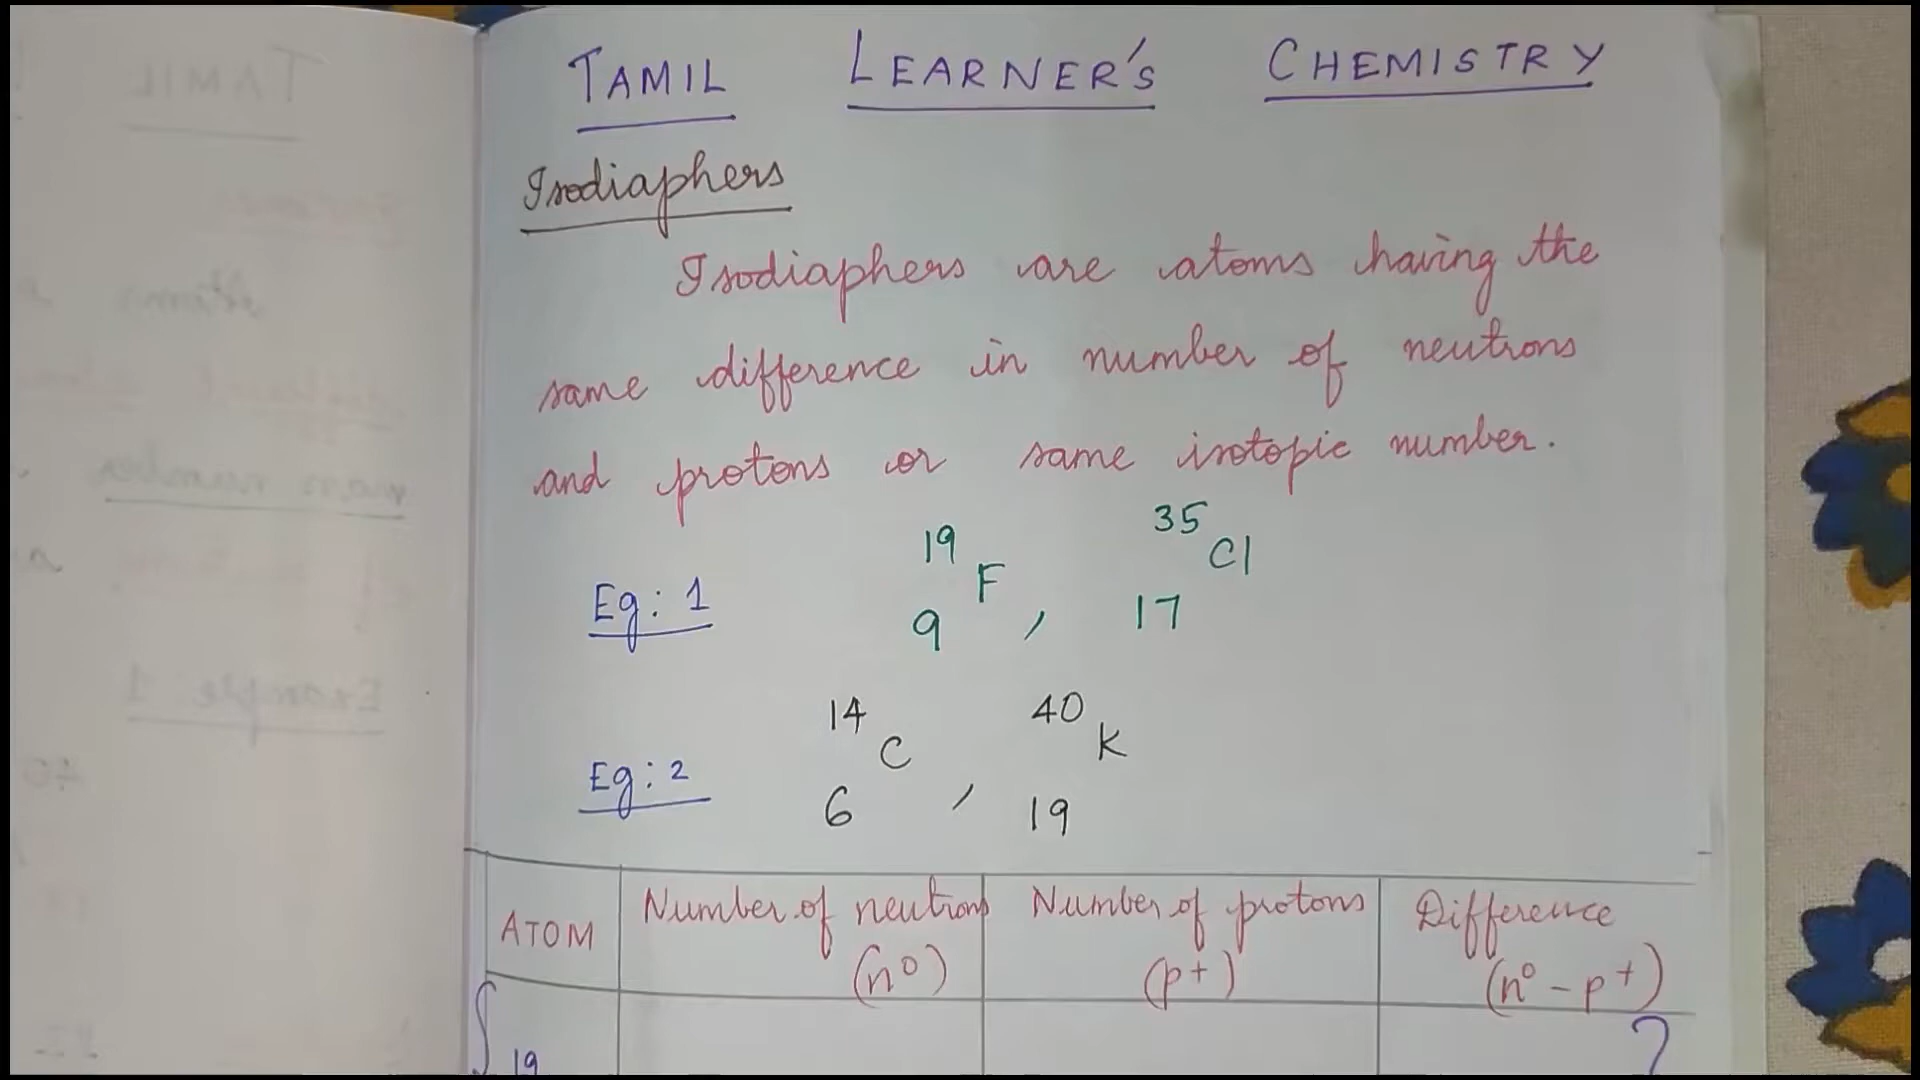 TAMIL LEARNER'S CHEMISTRY
Isodiaphers
Isodiaphers are atoms having the
same difference in number of neutrons
and protons or same isotopic number.
Eg: 1 19 F 9 , 35 Cl 17
Eg: 2 14 C 6 , 40 K 19
ATOM Number of neutrons (n⁰) Number of protons (p+) Difference (n⁰ - p+)
19